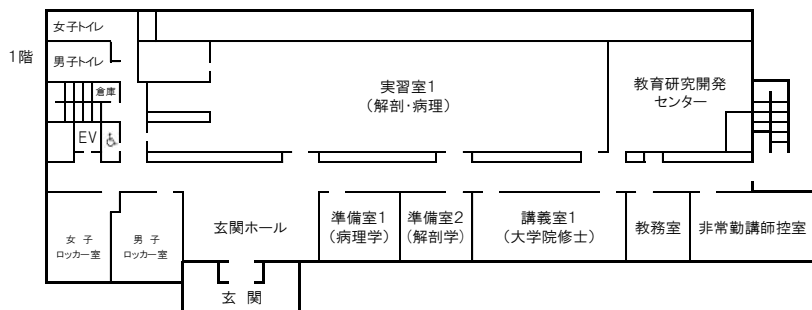 女子トイレ
1階
男子トイレ
倉庫
EV
実習室1
(解剖・病理)
教育研究開発
センター
女 子
ロッカー室
男 子
ロッカー室
玄関ホール
準備室1
(病理学)
準備室2
(解剖学)
講義室1
(大学院修士)
教務室
非常勤講師控室
玄 関